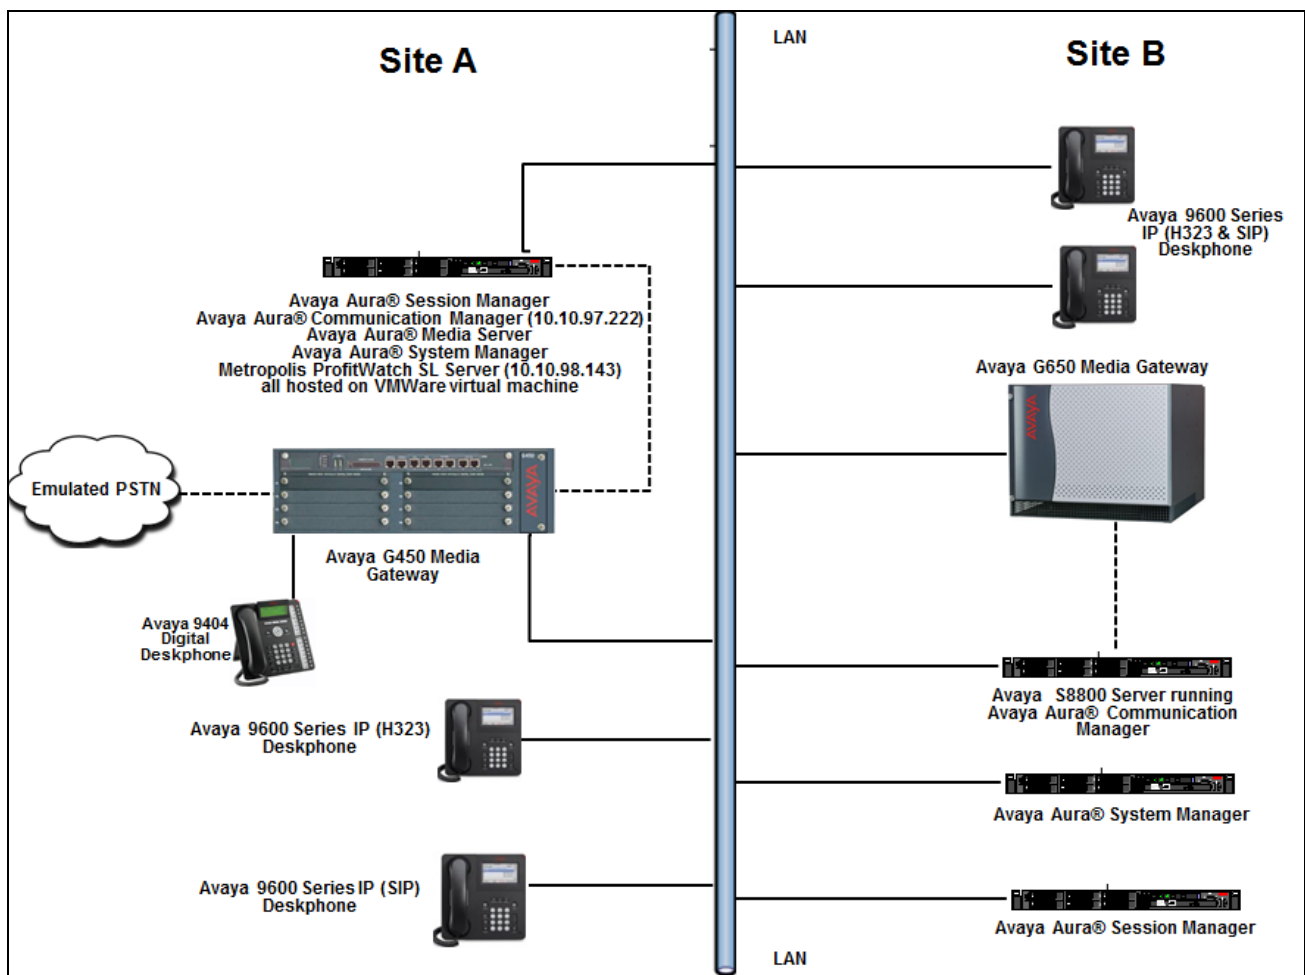 LAN
Site A
Site B
Avaya 9600 Series
IP (H323 & SIP)
Deskphone
Avaya Aura® Session Manager
Avaya Aura® Communication Manager (10.10.97.222)
Avaya Aura® Media Server
Avaya Aura® System Manager
Metropolis ProfitWatch SL Server (10.10.98.143)
all hosted on VMWare virtual machine
Avaya G650 Media Gateway
AVAYA
Emulated PSTN
AVAYA
Avaya G450 Media
Gateway
Avaya 9404
Digital
Deskphone
Avaya S8800 Server running
Avaya Aura® Communication
Manager
Avaya 9600 Series IP (H323)
Deskphone
Avaya Aura® System Manager
Avaya 9600 Series IP (SIP)
Deskphone
Avaya Aura® Session Manager
LAN